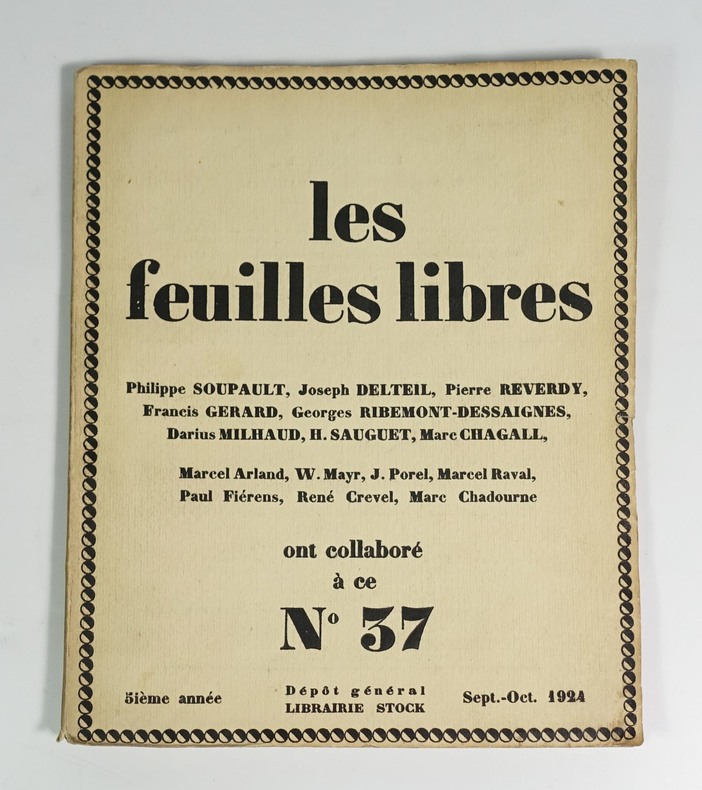 les
feuilles libres
Philippe SOUPAULT, Joseph DELTEIL, Pierre REVERDY,
Francis GERARD, Georges RIBEMONT-DESSAIGNES,
Darius MILHAUD, H. SAUGUET, Marc CHAGALL,
Marcel Arland, W. Mayr, J. Porel, Marcel Raval,
Paul Fiérens, René Crevel, Marc Chadourne
ont collaboré
à ce
Nº 37
5ième année
Dépôt général
LIBRAIRIE STOCK
Sept.-Oct. 1924